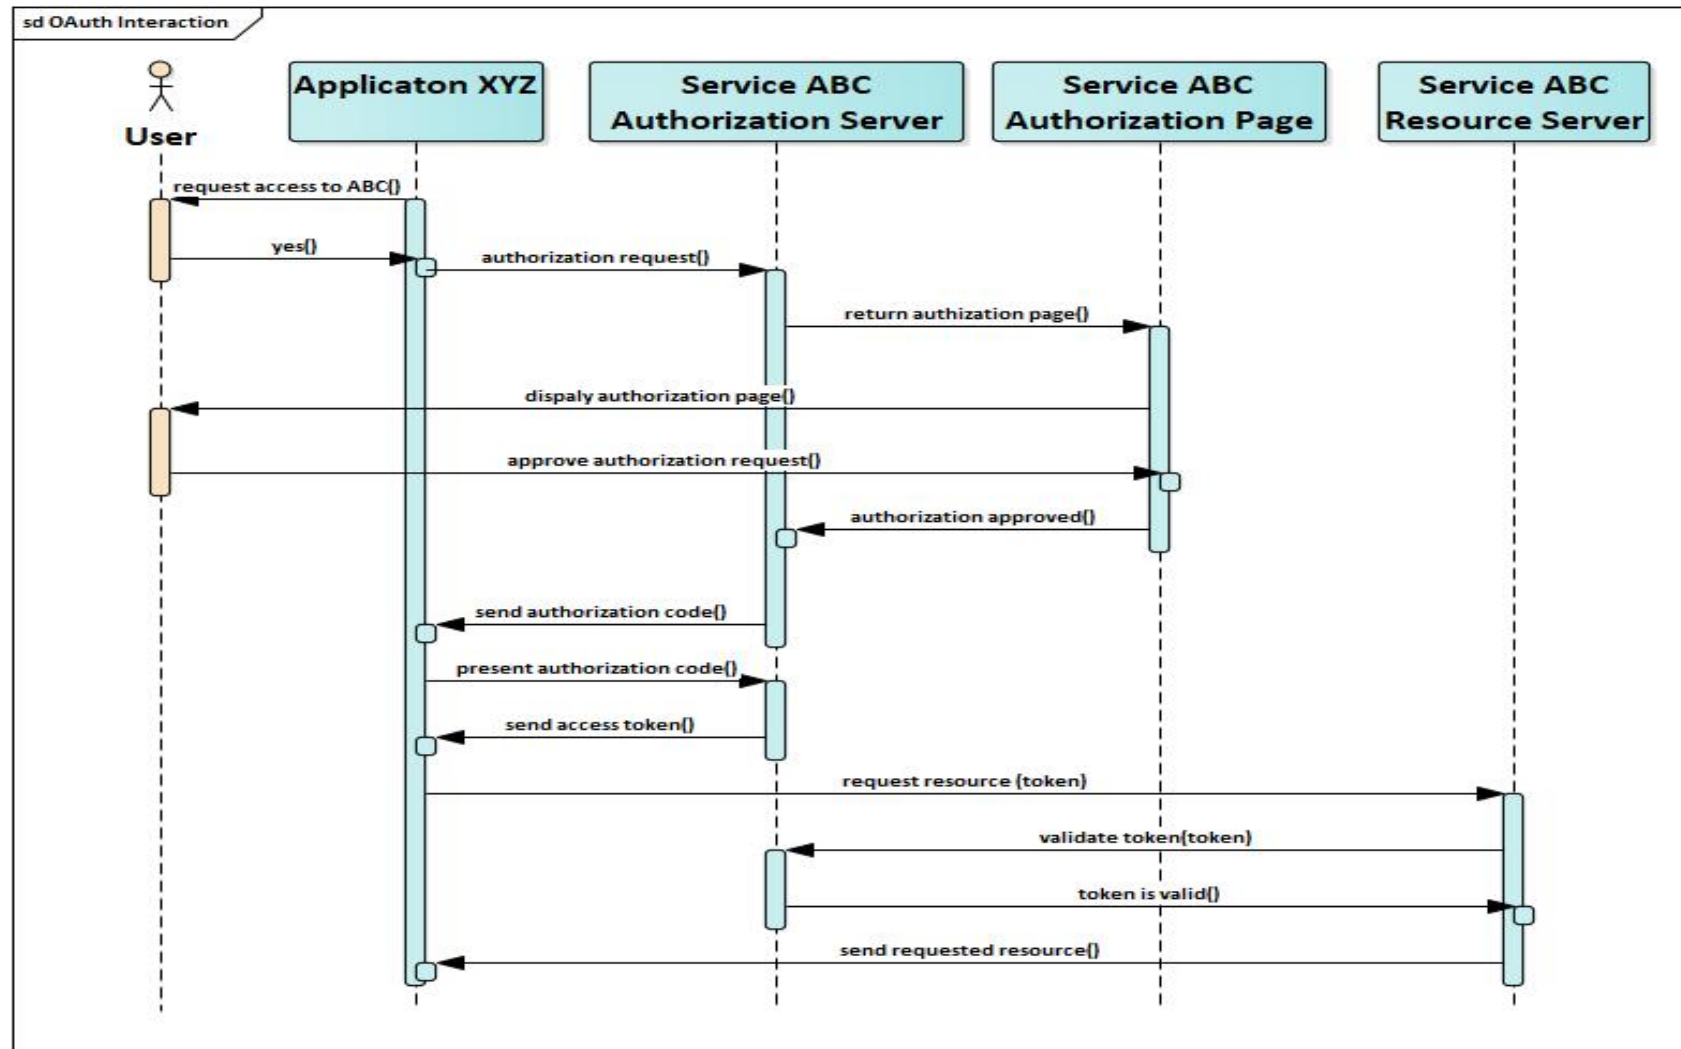 sd OAuth Interaction
User
Applicaton XYZ
Service ABC
Authorization Server
Service ABC
Authorization Page
Service ABC
Resource Server
request access to ABC()
yes()
authorization request()
return authization page()
dispaly authorization page()
approve authorization request()
authorization approved()
send authorization code()
present authorization code()
send access token()
request resource (token)
validate token(token)
token is valid()
send requested resource()